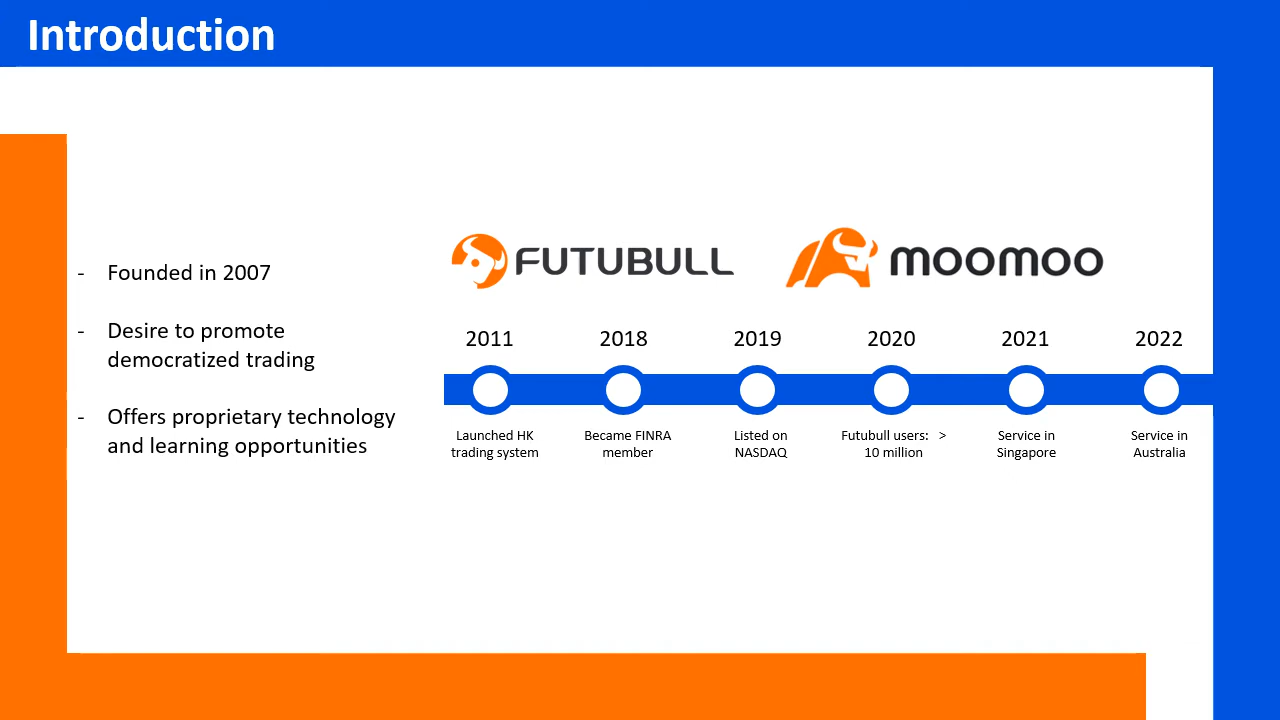 Introduction
- Founded in 2007
- Desire to promote
democratized trading
- Offers proprietary technology
and learning opportunities
FUTUBULL
moomoo
2011
2018
2019
2020
2021
2022
Launched HK
trading system
Became FINRA
member
Listed on
NASDAQ
Futubull users: >
10 million
Service in
Singapore
Service in
Australia